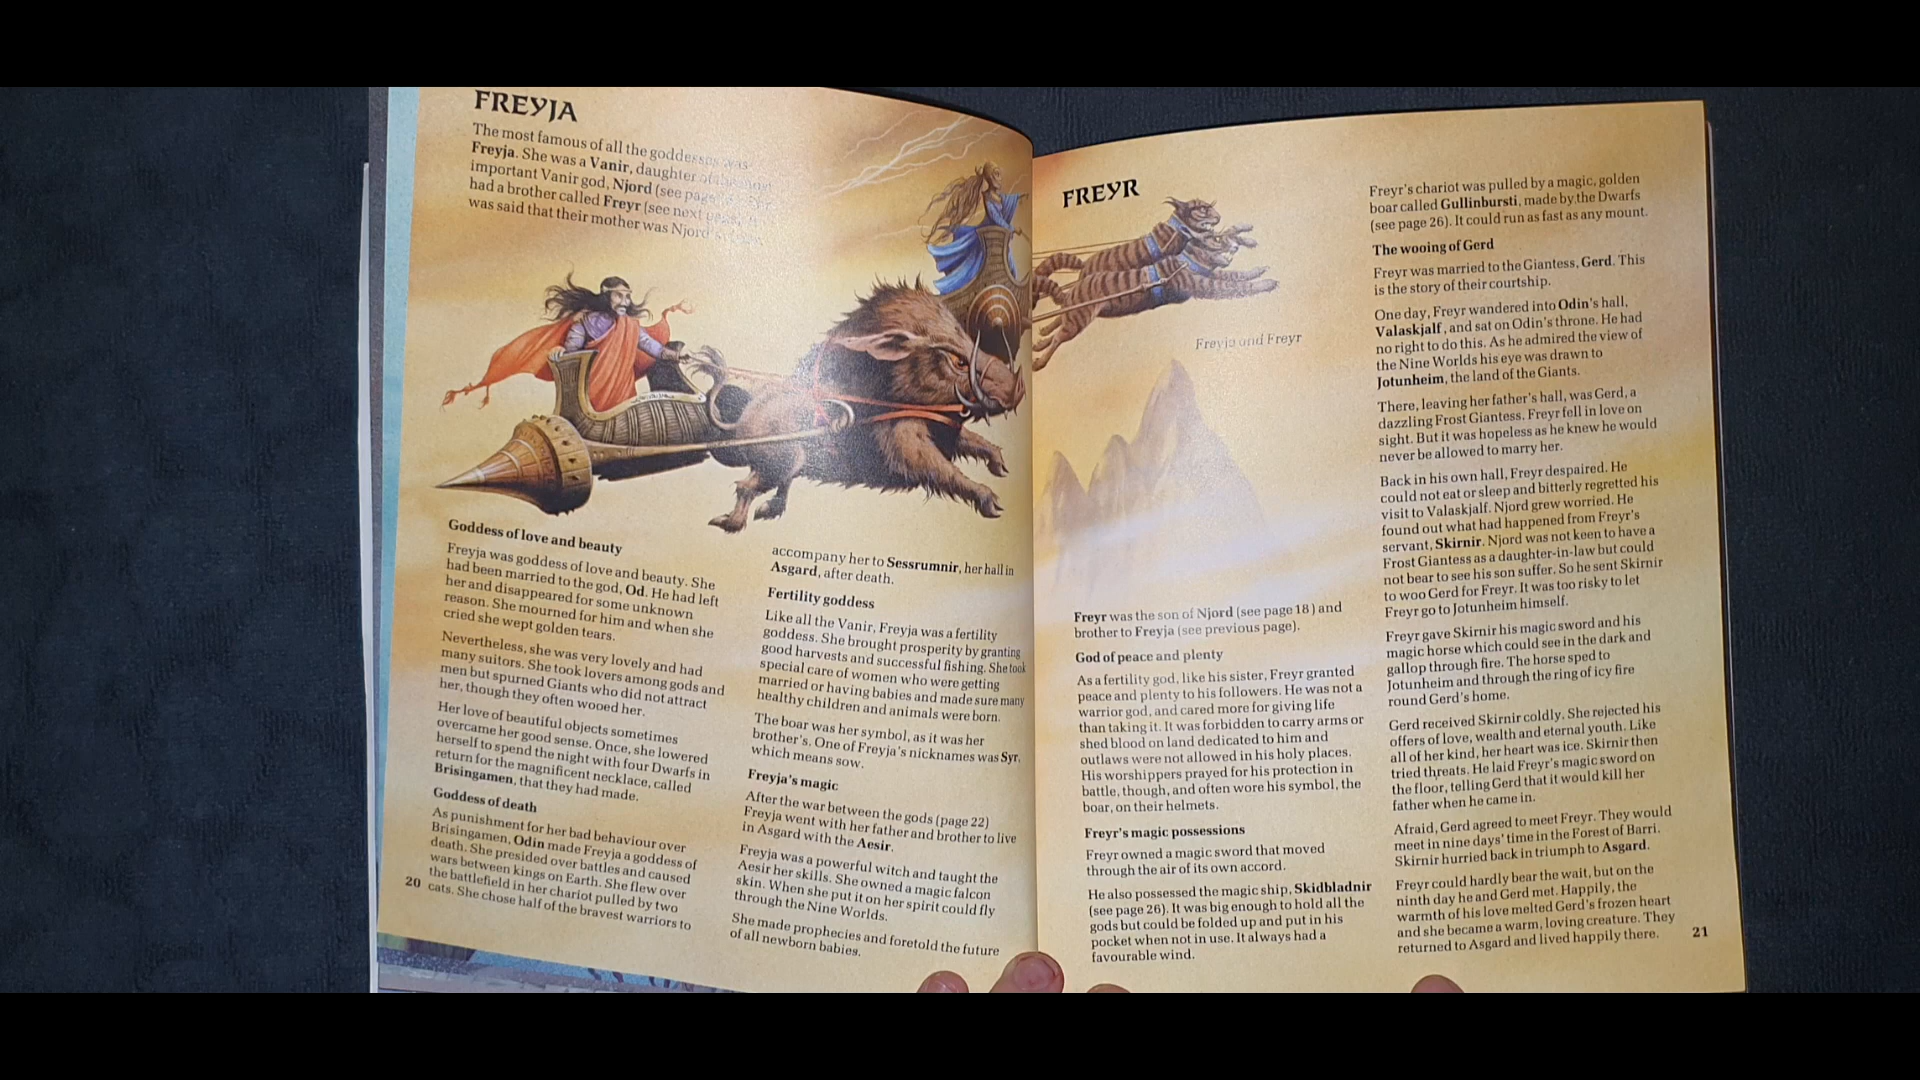 FREYJA
The most famous of all the goddesses was
Freyja. She was a Vanir, daughter of the most
important Vanir god, Njord (see page
had a brother called Freyr (see next page).
was said that their mother was Njord's
Goddess of love and beauty
Freyja was goddess of love and beauty. She
had been married to the god, Od. He had left
her and disappeared for some unknown
reason. She mourned for him and when she
cried she wept golden tears.
Nevertheless, she was very lovely and had
many suitors. She took lovers among gods and
men but spurned Giants who did not attract
her, though they often wooed her.
Her love of beautiful objects sometimes
overcame her good sense. Once, she lowered
herself to spend the night with four Dwarfs in
return for the magnificent necklace, called
Brisingamen, that they had made.
Goddess of death
As punishment for her bad behaviour over
Brisingamen, Odin made Freyja a goddess of
death. She presided over battles and caused
wars between kings on Earth. She flew over
the battlefield in her chariot pulled by two
cats. She chose half of the bravest warriors to
20
accompany her to Sessrumnir, her hall in
Asgard, after death.
Fertility goddess
Like all the Vanir, Freyja was a fertility
goddess. She brought prosperity by granting
good harvests and successful fishing. She took
special care of women who were getting
married or having babies and made sure many
healthy children and animals were born.
The boar was her symbol, as it was her
brother's. One of Freyja's nicknames was Syr,
which means sow.
Freyja's magic
After the war between the gods (page 22)
Freyja went with her father and brother to live
in Asgard with the Aesir.
Freyja was a powerful witch and taught the
Aesir her skills. She owned a magic falcon
skin. When she put it on her spirit could fly
through the Nine Worlds.
She made prophecies and foretold the future
of all newborn babies.
FREYR
Freyja and Freyr
Freyr was the son of Njord (see page 18) and
brother to Freyja (see previous page).
God of peace and plenty
As a fertility god, like his sister, Freyr granted
peace and plenty to his followers. He was not a
warrior god, and cared more for giving life
than taking it. It was forbidden to carry arms or
shed blood on land dedicated to him and
outlaws were not allowed in his holy places.
His worshippers prayed for his protection in
battle, though, and often wore his symbol, the
boar, on their helmets.
Freyr's magic possessions
Freyr owned a magic sword that moved
through the air of its own accord.
He also possessed the magic ship, Skidbladnir
(see page 26). It was big enough to hold all the
gods but could be folded up and put in his
pocket when not in use. It always had a
favourable wind.
Freyr's chariot was pulled by a magic, golden
boar called Gullinbursti, made by the Dwarfs
(see page 26). It could run as fast as any mount.
The wooing of Gerd
Freyr was married to the Giantess, Gerd. This
is the story of their courtship.
One day, Freyr wandered into Odin's hall,
Valaskjalf, and sat on Odin's throne. He had
no right to do this. As he admired the view of
the Nine Worlds his eye was drawn to
Jotunheim, the land of the Giants.
There, leaving her father's hall, was Gerd, a
dazzling Frost Giantess. Freyr fell in love on
sight. But it was hopeless as he knew he would
never be allowed to marry her.
Back in his own hall, Freyr despaired. He
could not eat or sleep and bitterly regretted his
visit to Valaskjalf. Njord grew worried. He
found out what had happened from Freyr's
servant, Skirnir. Njord was not keen to have a
Frost Giantess as a daughter-in-law but could
not bear to see his son suffer. So he sent Skirnir
to woo Gerd for Freyr. It was too risky to let
Freyr go to Jotunheim himself.
Freyr gave Skirnir his magic sword and his
magic horse which could see in the dark and
gallop through fire. The horse sped to
Jotunheim and through the ring of icy fire
round Gerd's home.
Gerd received Skirnir coldly. She rejected his
offers of love, wealth and eternal youth. Like
all of her kind, her heart was ice. Skirnir then
tried threats. He laid Freyr's magic sword on
the floor, telling Gerd that it would kill her
father when he came in.
Afraid, Gerd agreed to meet Freyr. They would
meet in nine days' time in the Forest of Barri.
Skirnir hurried back in triumph to Asgard.
Freyr could hardly bear the wait, but on the
ninth day he and Gerd met. Happily, the
warmth of his love melted Gerd's frozen heart
and she became a warm, loving creature. They
returned to Asgard and lived happily there.
21